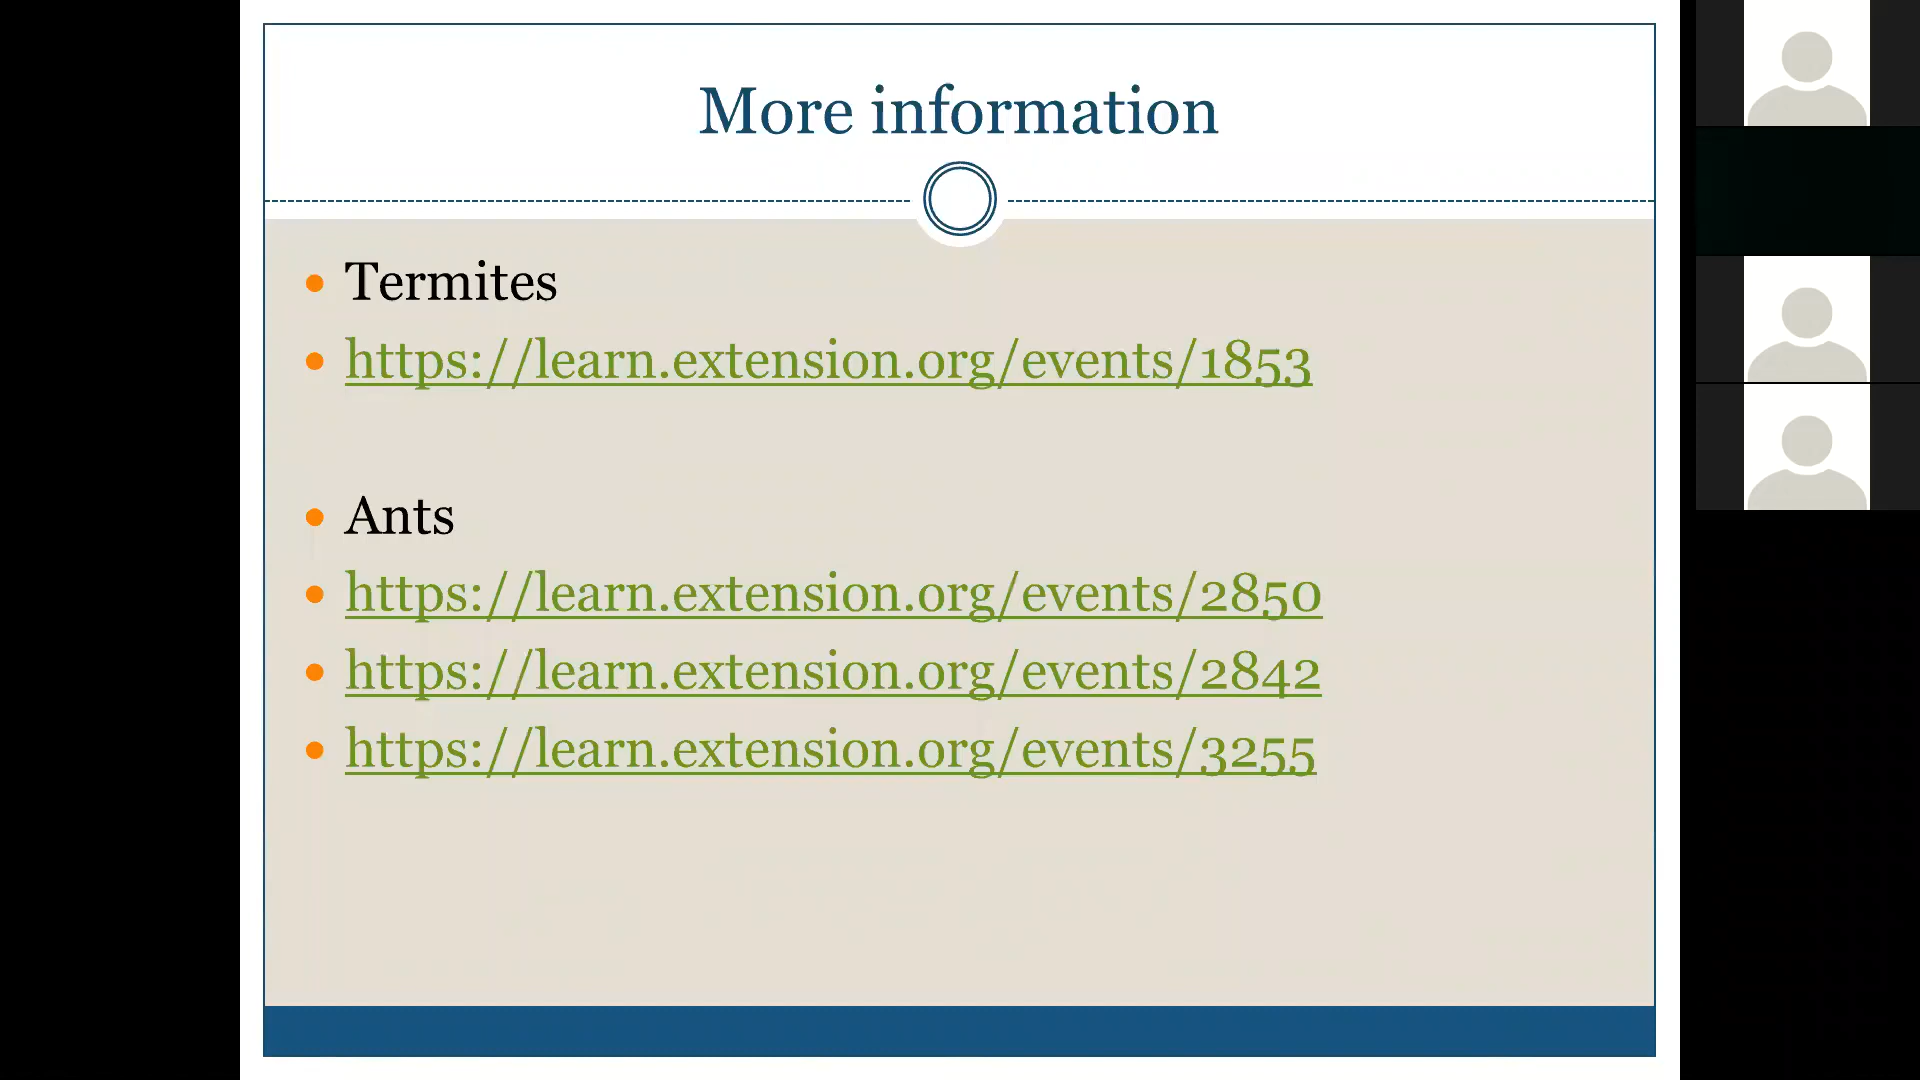 More information
Termites
https://learn.extension.org/events/1853
Ants
https://learn.extension.org/events/2850
https://learn.extension.org/events/2842
https://learn.extension.org/events/3255